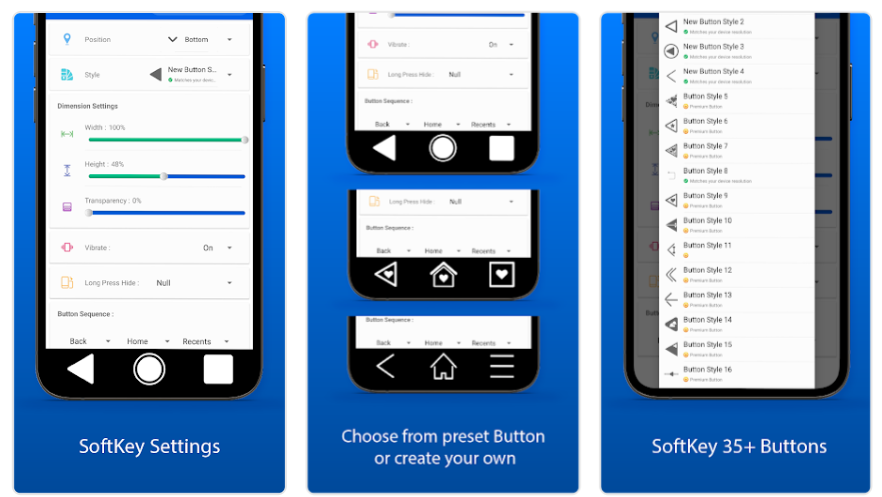 Position
Bottom
Style
New Button S...
Matches your devi...
Dimension Settings
Width : 100%
Height : 48%
Transparency : 0%
Vibrate :
On
Long Press Hide :
Null
Button Sequence :
Back
Home
Recents
SoftKey Settings
Vibrate :
On
Long Press Hide :
Null
Button Sequence :
Back
Home
Recents
Long Press Hide :
Null
Button Sequence :
Back
Home
Recents
Button Sequence :
Back
Home
Recents
Choose from preset Button
or create your own
New Button Style 2
Matches your device resolution
New Button Style 3
Matches your device resolution
New Button Style 4
Matches your device resolution
Button Style 5
Premium Button
Button Style 6
Premium Button
Button Style 7
Premium Button
Button Style 8
Matches your device resolution
Button Style 9
Premium Button
Button Style 10
Premium Button
Button Style 11
Button Style 12
Premium Button
Button Style 13
Premium Button
Button Style 14
Premium Button
Button Style 15
Premium Button
Button Style 16
Premium Button
Dime
Butto
SoftKey 35+ Buttons